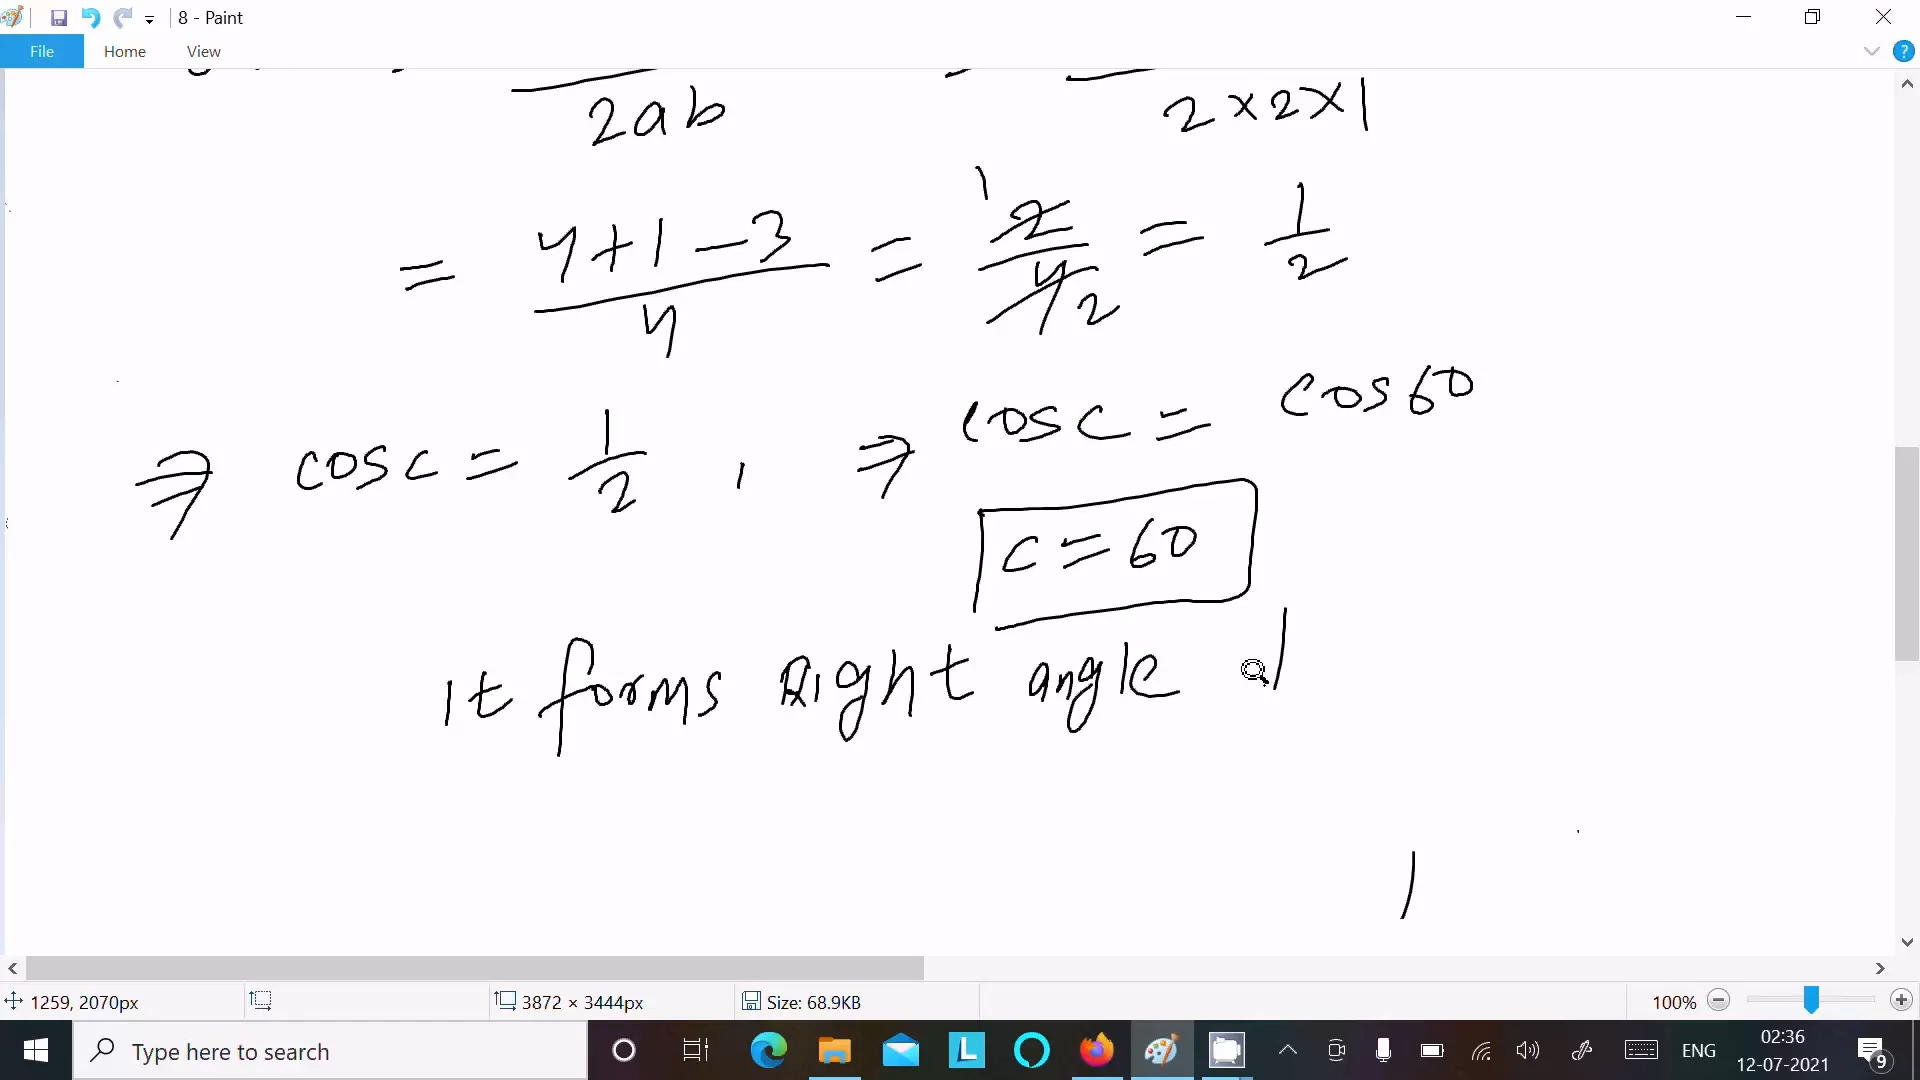 8 - Paint
File Home View
2ab 2×2×1
= 4+1-3/4 = 2/4 = 1/2
⇒ cosc = 1/2, ⇒ cosc = cos60
c=60
It forms Right angle
1259, 2070px 3872 × 3444px Size: 68.9KB 100%
Type here to search ENG 02:36
12-07-2021 9